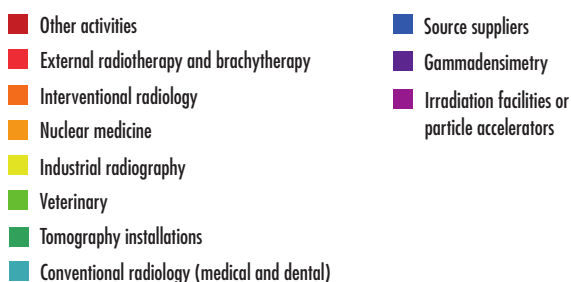 Other activities
External radiotherapy and brachytherapy
Interventional radiology
Nuclear medicine
Industrial radiography
Veterinary
Tomography installations
Conventional radiology (medical and dental)
Source suppliers
Gammadensimetry
Irradiation facilities or
particle accelerators